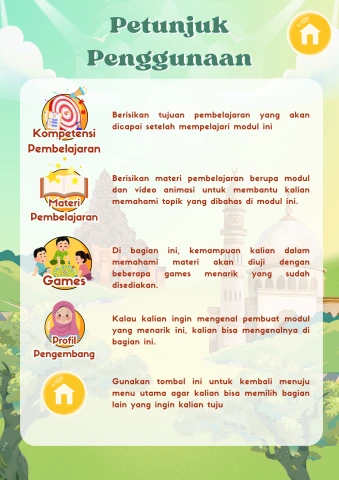 Petunjuk
Penggunaan
Kompetensi
Pembelajaran
Berisikan tujuan pembelajaran yang akan
dicapai setelah mempelajari modul ini
Materi
Pembelajaran
Berisikan materi pembelajaran berupa modul
dan video animasi untuk membantu kalian
memahami topik yang dibahas di modul ini.
Games
Di bagian ini, kemampuan kalian dalam
memahami materi akan diuji dengan
beberapa games menarik yang sudah
disediakan.
Profil
Pengembang
Kalau kalian ingin mengenal pembuat modul
yang menarik ini, kalian bisa mengenalnya di
bagian ini.
Gunakan tombol ini untuk kembali menuju
menu utama agar kalian bisa memilih bagian
lain yang ingin kalian tuju